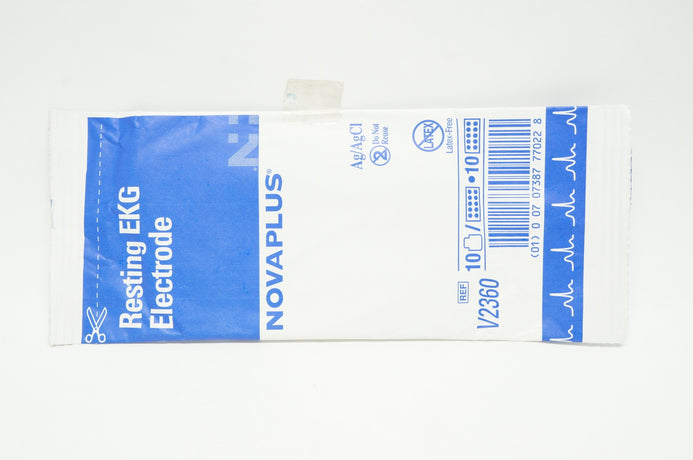 Resting EKG
Electrode
NOVAPLUS®
Ag/AgCl
Do Not
Reuse
LATEX
Latex-Free
10 / • 10
REF
V2360
(01) 0 07 07387 77022 8